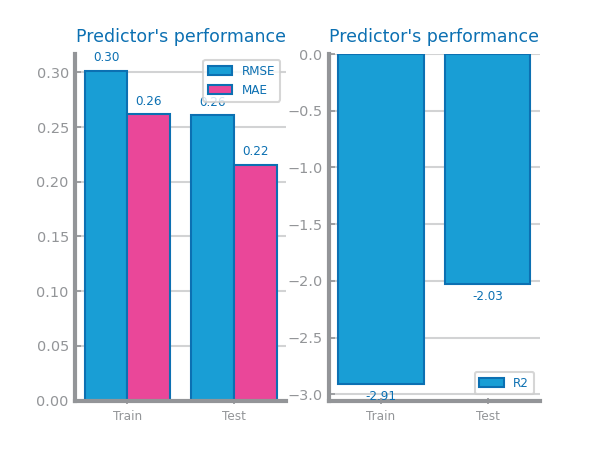 Predictor's performance
0.30
0.25
0.20
0.15
0.10
0.05
0.00
0.30
0.26
0.26
0.22
RMSE
MAE
Train
Test
Predictor's performance
0.0
−0.5
−1.0
−1.5
−2.0
−2.5
−3.0
-2.91
-2.03
R2
Train
Test